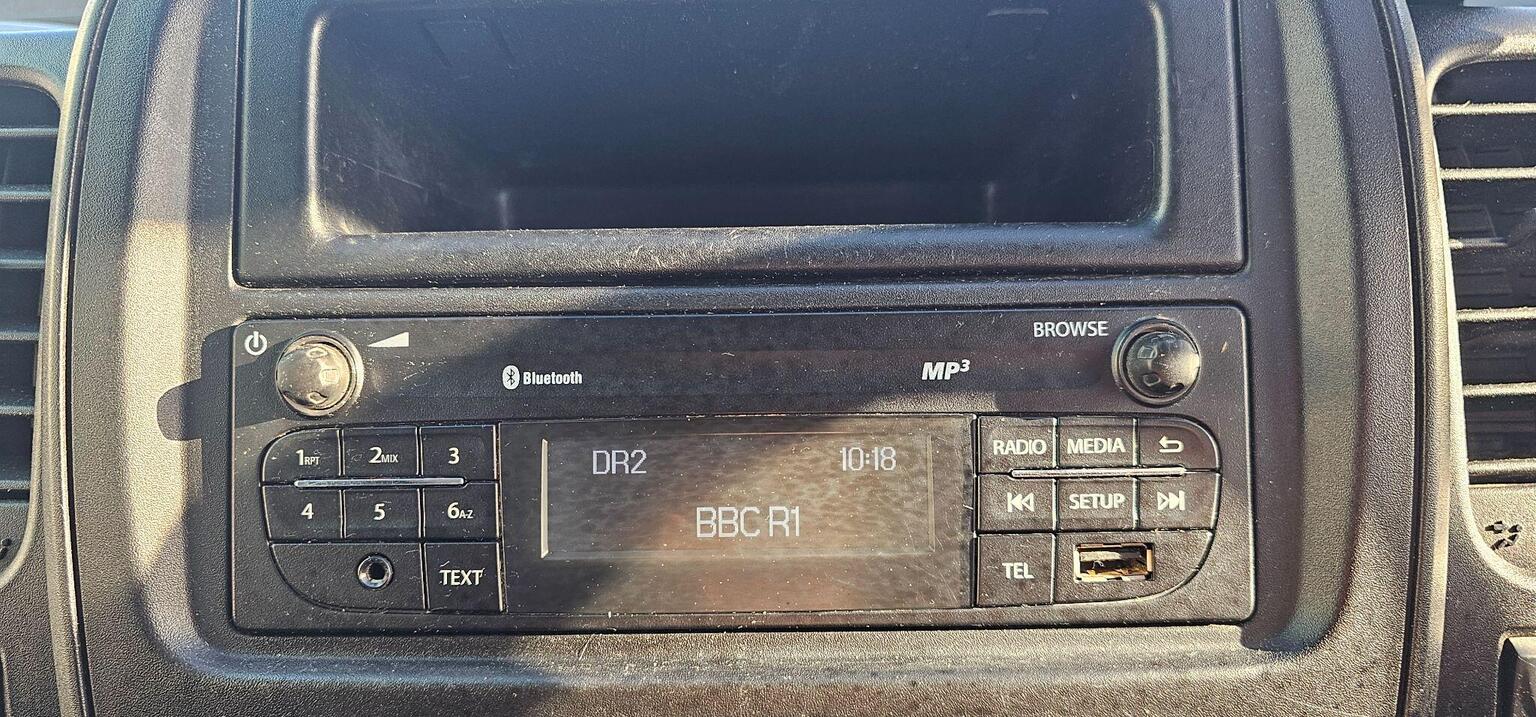 BROWSE
Bluetooth
MP3
1RPT 2MIX 3
DR2 10:18
RADIO MEDIA
4 5 6A-Z
BBC R1
SETUP
TEXT
TEL